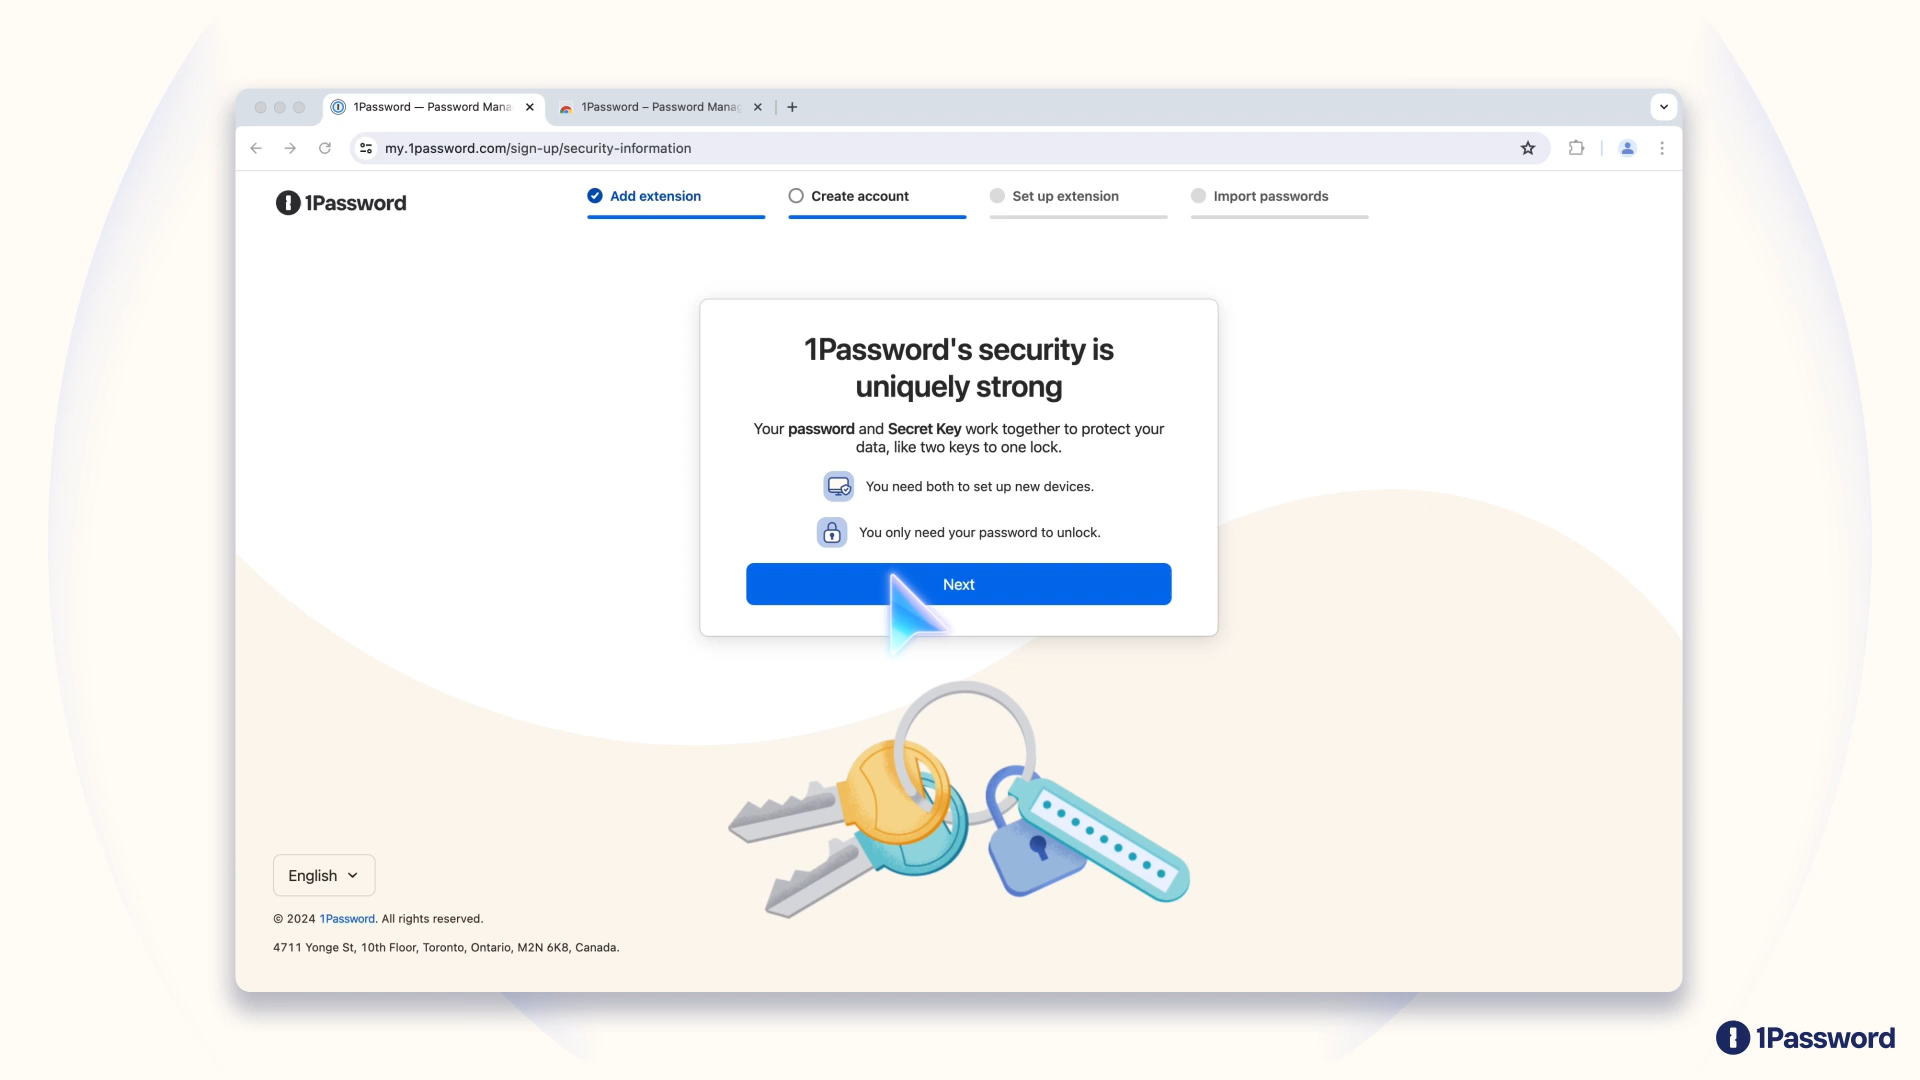 1Password — Password Mana
1Password – Password Manag
my.1password.com/sign-up/security-information
1Password
Add extension
Create account
Set up extension
Import passwords
1Password's security is
uniquely strong
Your password and Secret Key work together to protect your
data, like two keys to one lock.
You need both to set up new devices.
You only need your password to unlock.
Next
English
© 2024 1Password. All rights reserved.
4711 Yonge St, 10th Floor, Toronto, Ontario, M2N 6K8, Canada.
1Password